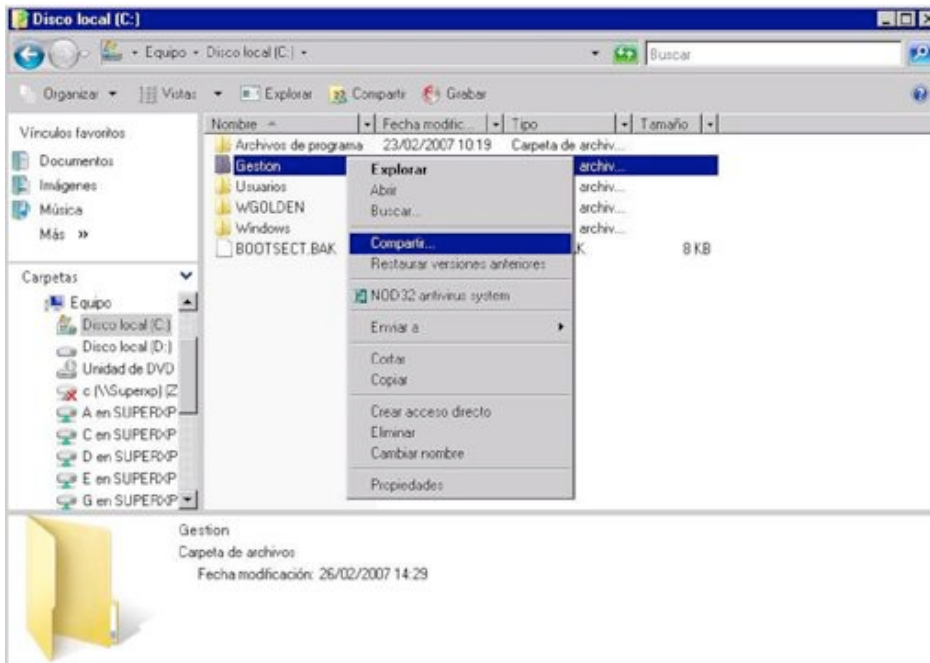 Disco local (C:)
Equipo Disco local (C:)
Buscar
Organizar Vistas Explorar Compartir Grabar
Vínculos favoritos
Documentos
Imágenes
Música
Más »
Carpetas
Equipo
Disco local (C:)
Disco local (D:)
Unidad de DVD
c (\\Superxp) (Z
A en SUPERXP
C en SUPERXP
D en SUPERXP
E en SUPERXP
G en SUPERXP
Nombre Fecha modific... Tipo Tamaño
Archivos de programa 23/02/2007 10:19 Carpeta de archiv...
Gestion archiv...
Usuarios archiv...
WGOLDEN archiv...
Windows archiv...
BOOTSECT.BAK K 8 KB
Explorar
Abrir
Buscar...
Compartir...
Restaurar versiones anteriores
NOD32 antivirus system
Enviar a
Cortar
Copiar
Crear acceso directo
Eliminar
Cambiar nombre
Propiedades
Gestion
Carpeta de archivos
Fecha modificación: 26/02/2007 14:29